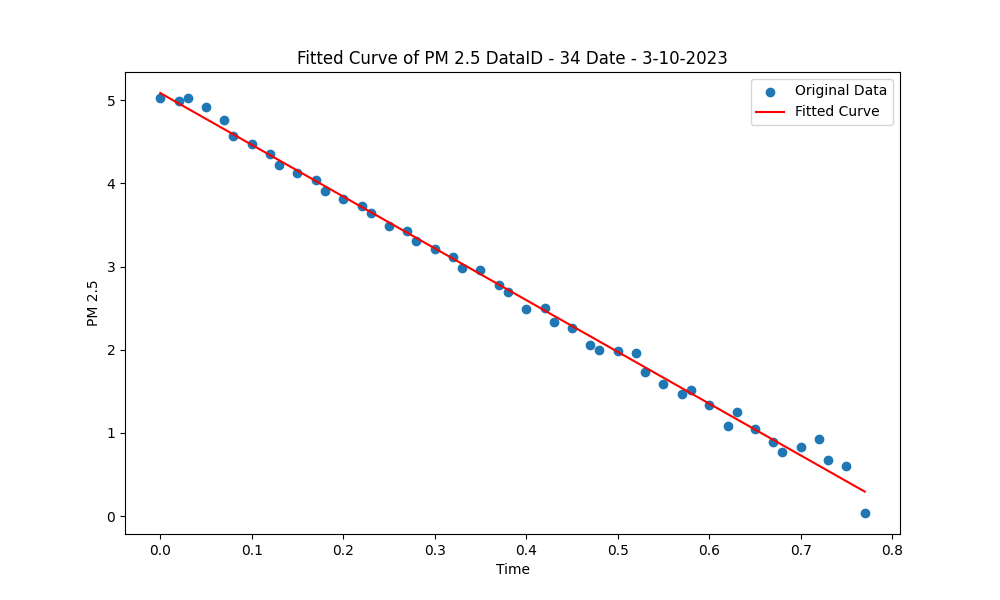 Fitted Curve of PM 2.5 DataID - 34 Date - 3-10-2023
Original Data
Fitted Curve
5
4
3
2
1
0
PM 2.5
0.0 0.1 0.2 0.3 0.4 0.5 0.6 0.7 0.8
Time